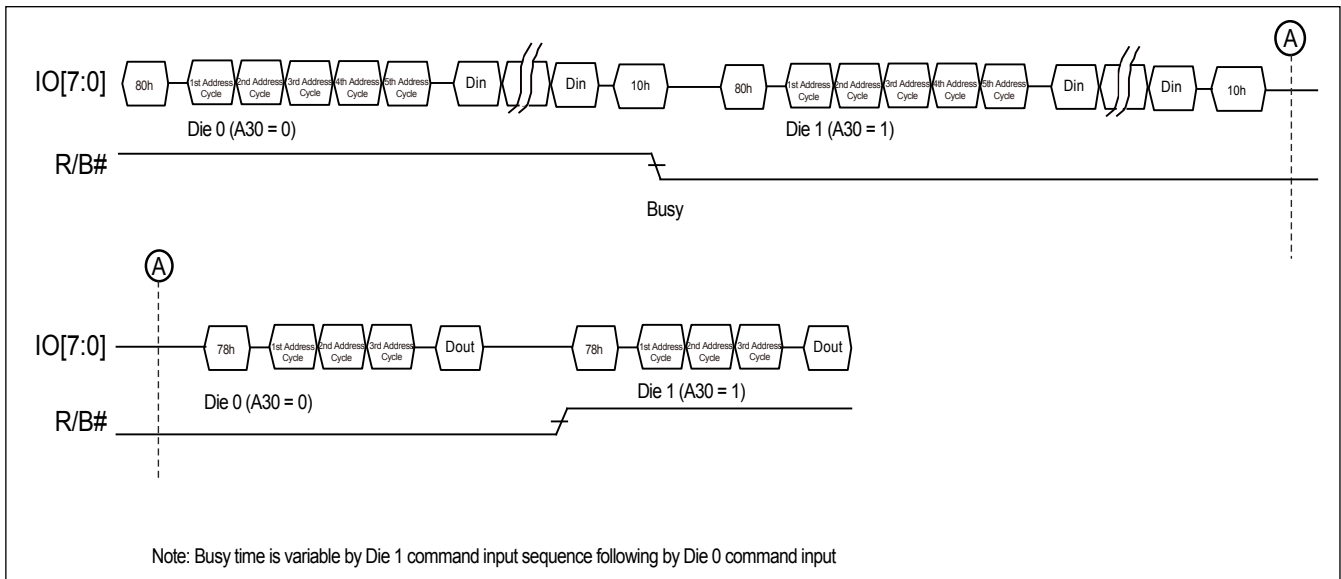 A
IO[7:0] 80h 1st Address Cycle 2nd Address Cycle 3rd Address Cycle 4th Address Cycle 5th Address Cycle Din Din 10h 80h 1st Address Cycle 2nd Address Cycle 3rd Address Cycle 4th Address Cycle 5th Address Cycle Din Din 10h
Die 0 (A30 = 0) Die 1 (A30 = 1)
R/B#
Busy
A
IO[7:0] 78h 1st Address Cycle 2nd Address Cycle 3rd Address Cycle Dout 78h 1st Address Cycle 2nd Address Cycle 3rd Address Cycle Dout
Die 0 (A30 = 0) Die 1 (A30 = 1)
R/B#
Note: Busy time is variable by Die 1 command input sequence following by Die 0 command input